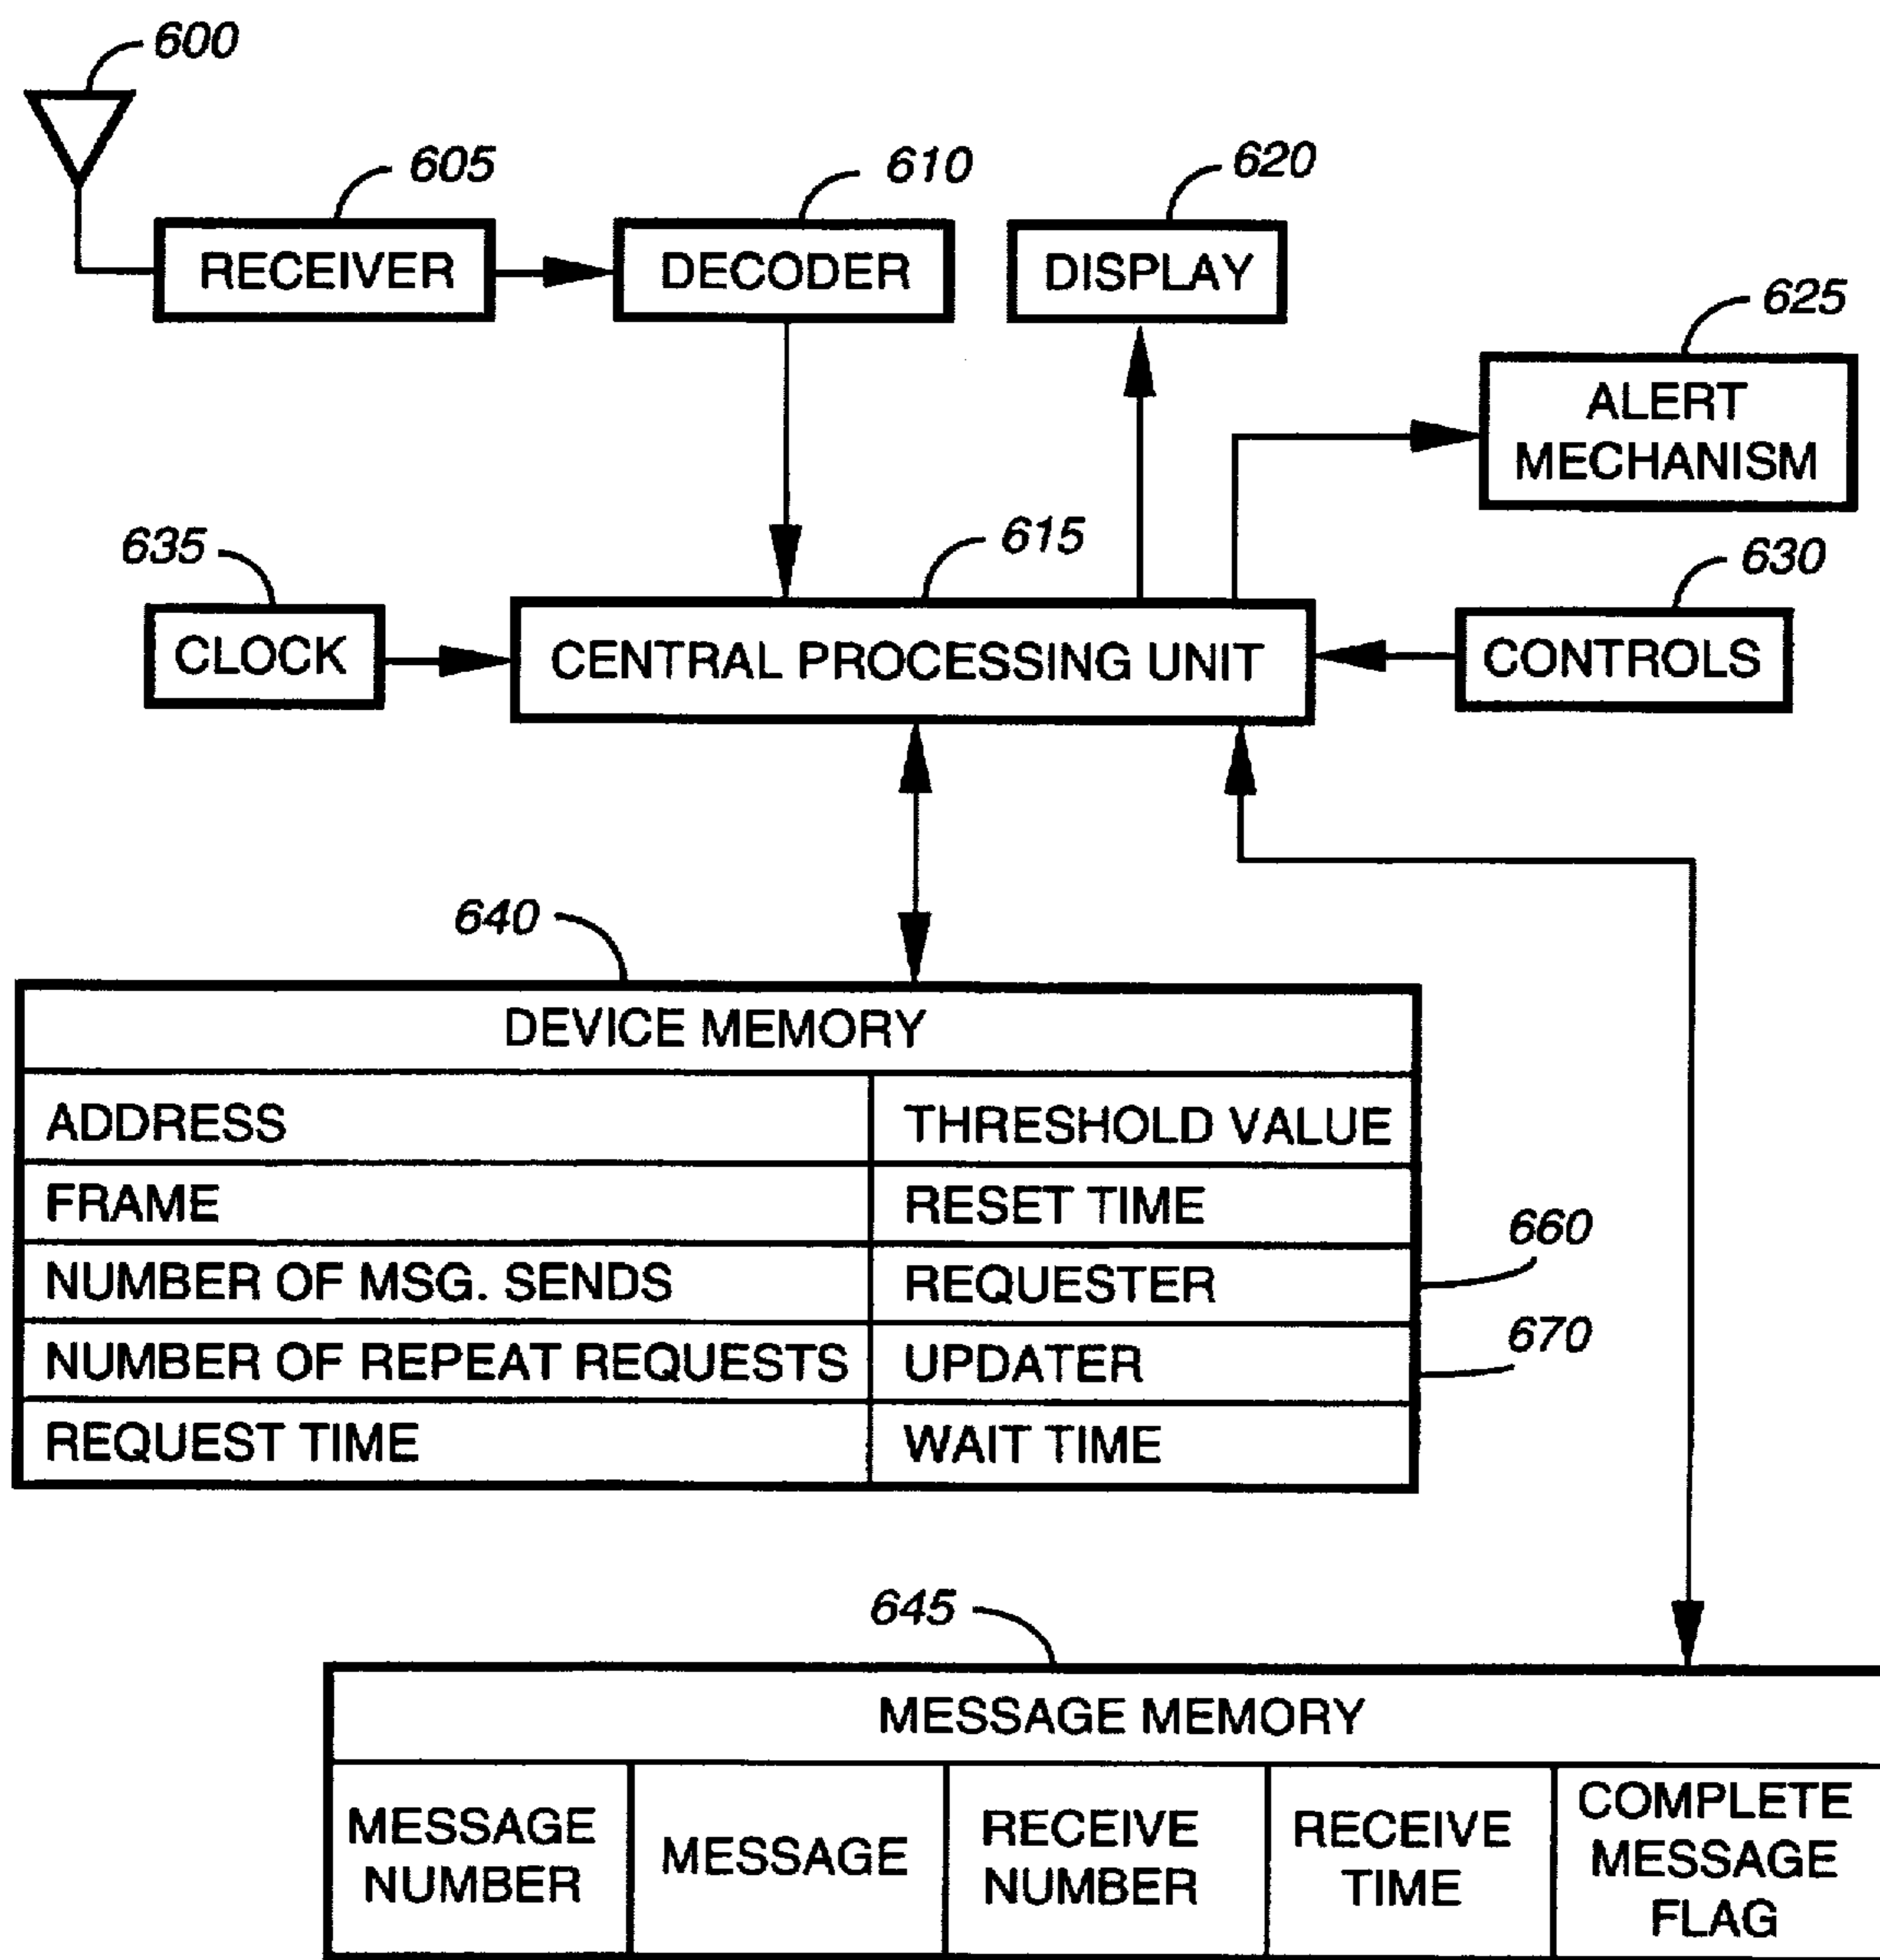 600
605
610
620
RECEIVER
DECODER
DISPLAY
625
ALERT
MECHANISM
635
615
630
CLOCK
CENTRAL PROCESSING UNIT
CONTROLS
640
DEVICE MEMORY
ADDRESS
THRESHOLD VALUE
FRAME
RESET TIME
660
NUMBER OF MSG. SENDS
REQUESTER
670
NUMBER OF REPEAT REQUESTS
UPDATER
REQUEST TIME
WAIT TIME
645
MESSAGE MEMORY
MESSAGE
NUMBER
MESSAGE
RECEIVE
NUMBER
RECEIVE
TIME
COMPLETE
MESSAGE
FLAG